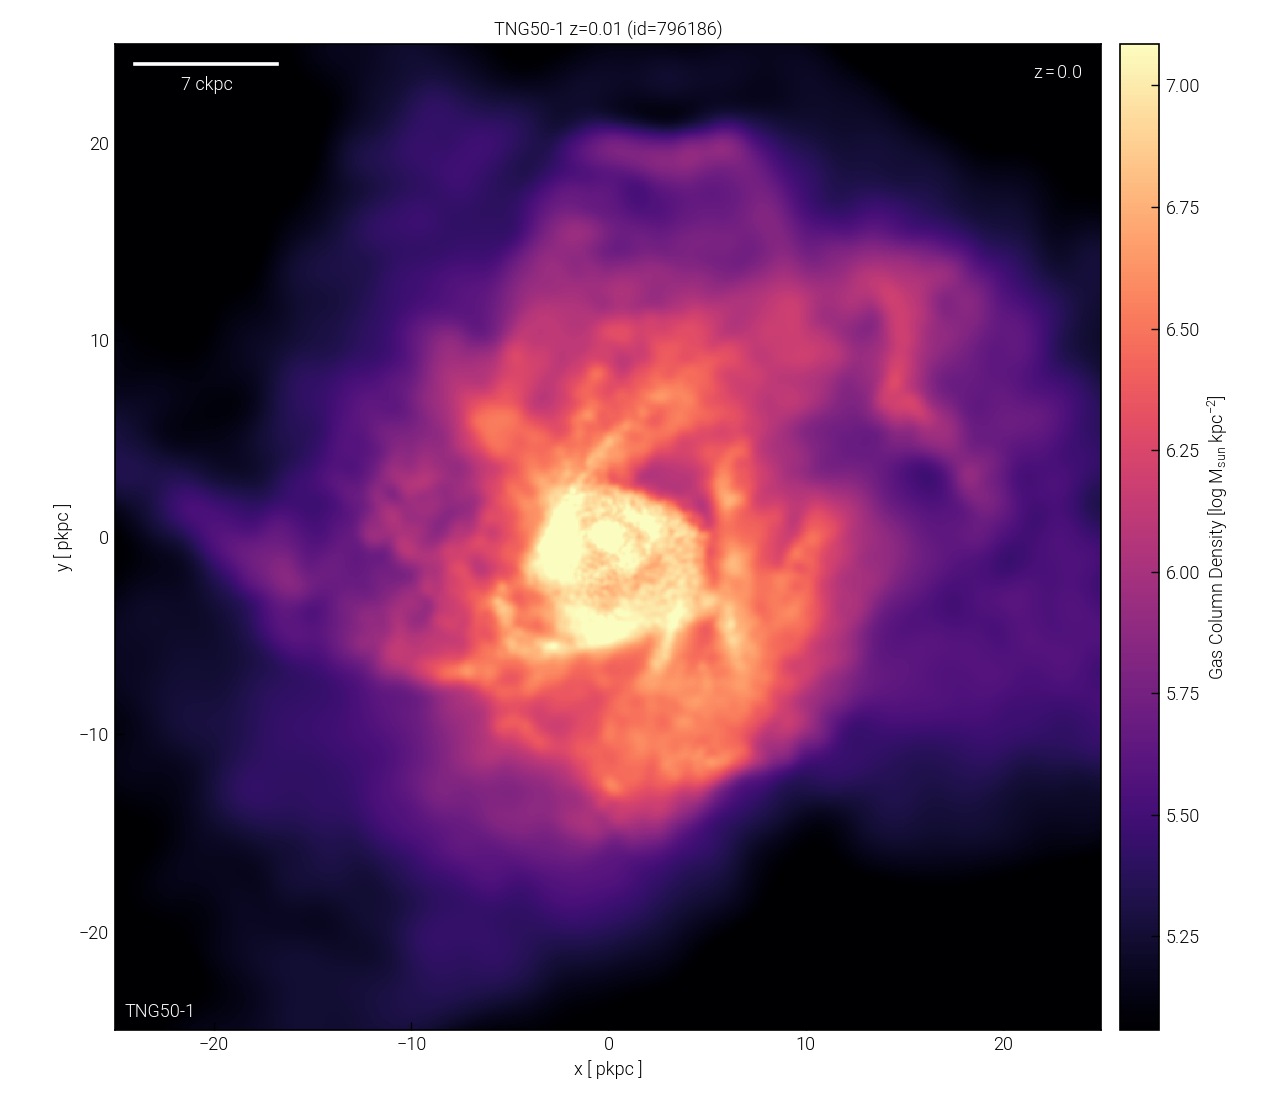 TNG50-1 z=0.01 (id=796186)
7 ckpc
z=0.0
TNG50-1
20
10
0
−10
−20
y [ pkpc ]
−20
−10
0
10
20
x [ pkpc ]
7.00
6.75
6.50
6.25
6.00
5.75
5.50
5.25
Gas Column Density [log M_sun kpc^−2]